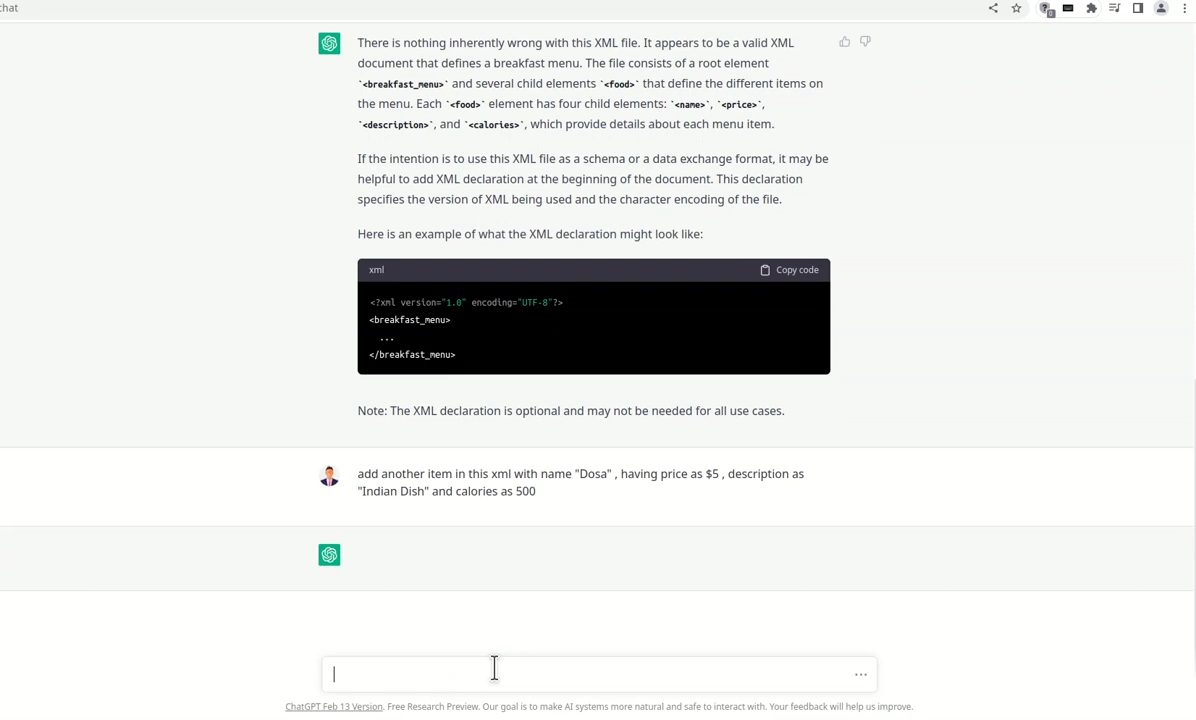 chat
There is nothing inherently wrong with this XML file. It appears to be a valid XML
document that defines a breakfast menu. The file consists of a root element
`<breakfast_menu>` and several child elements `<food>` that define the different items on
the menu. Each `<food>` element has four child elements: `<name>`, `<price>`,
`<description>`, and `<calories>`, which provide details about each menu item.
If the intention is to use this XML file as a schema or a data exchange format, it may be
helpful to add XML declaration at the beginning of the document. This declaration
specifies the version of XML being used and the character encoding of the file.
Here is an example of what the XML declaration might look like:
xml Copy code
<?xml version="1.0" encoding="UTF-8"?>
<breakfast_menu>
...
</breakfast_menu>
Note: The XML declaration is optional and may not be needed for all use cases.
add another item in this xml with name "Dosa" , having price as $5 , description as
"Indian Dish" and calories as 500
ChatGPT Feb 13 Version. Free Research Preview. Our goal is to make AI systems more natural and safe to interact with. Your feedback will help us improve.